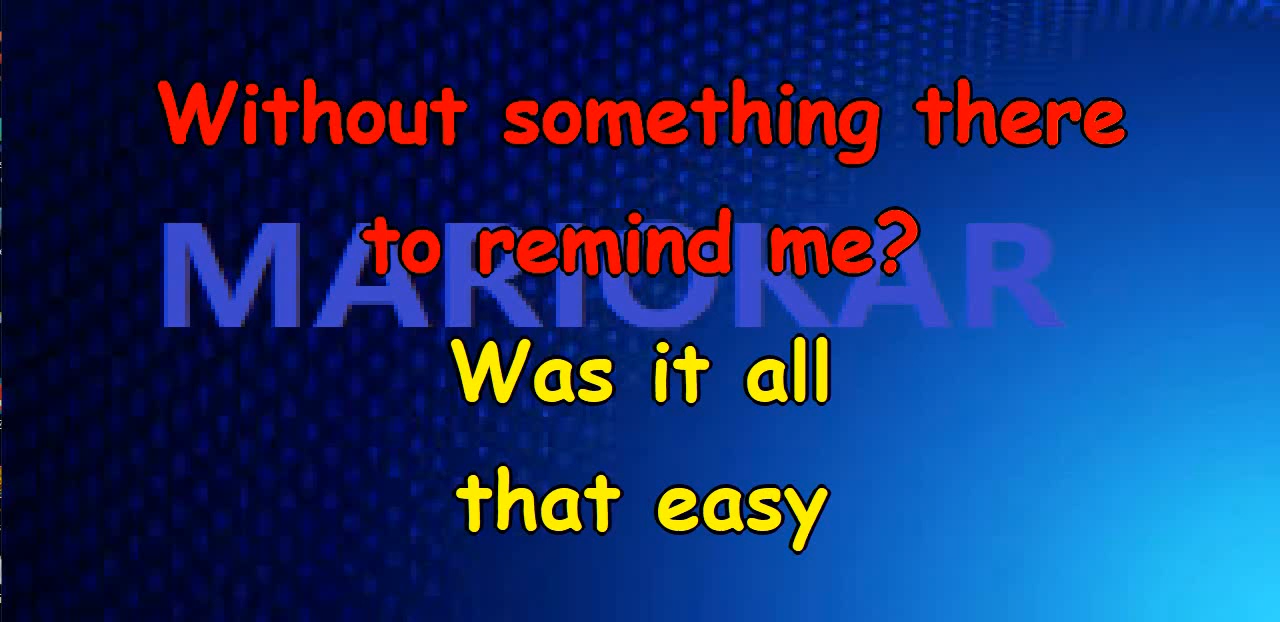 Without something there
to remind me?
MARIOKAR
Was it all
that easy